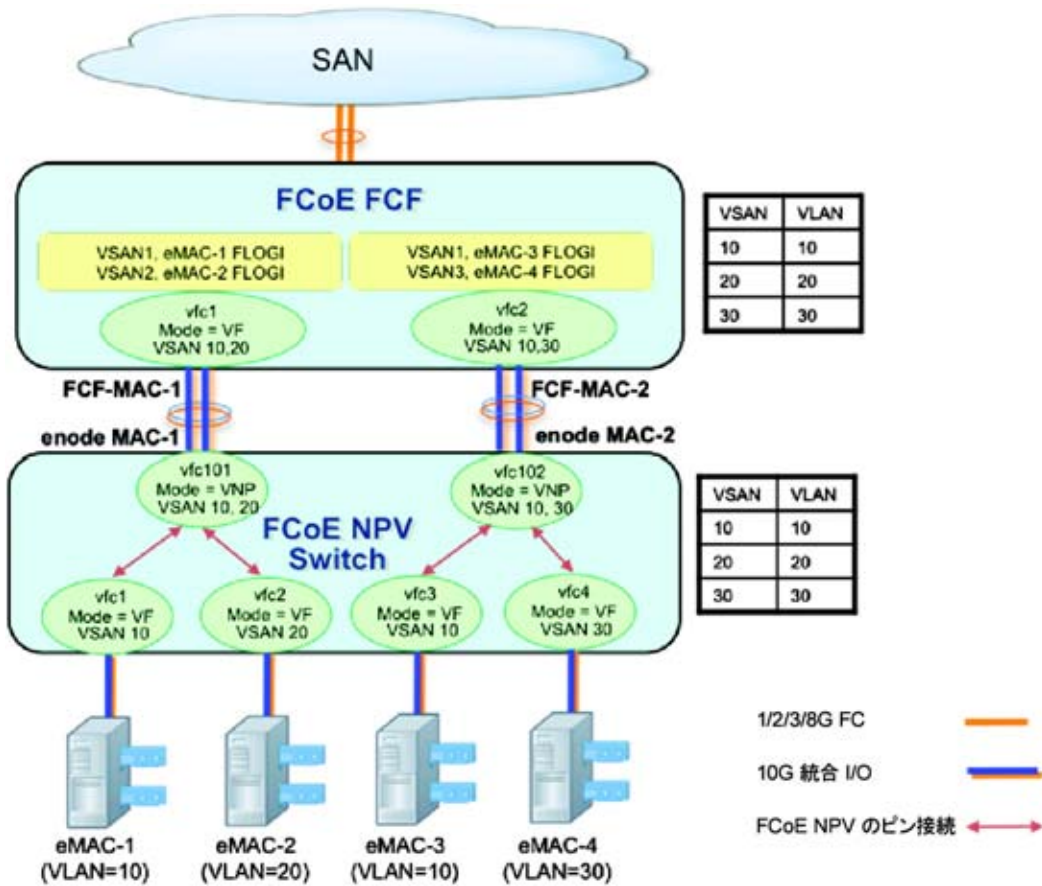 SAN
FCoE FCF
VSAN1, eMAC-1 FLOGI
VSAN2, eMAC-2 FLOGI
VSAN1, eMAC-3 FLOGI
VSAN3, eMAC-4 FLOGI
vfc1
Mode = VF
VSAN 10,20
vfc2
Mode = VF
VSAN 10,30
VSAN VLAN
10 10
20 20
30 30
FCF-MAC-1
FCF-MAC-2
enode MAC-1
enode MAC-2
vfc101
Mode = VNP
VSAN 10, 20
vfc102
Mode = VNP
VSAN 10, 30
FCoE NPV
Switch
vfc1
Mode = VF
VSAN 10
vfc2
Mode = VF
VSAN 20
vfc3
Mode = VF
VSAN 10
vfc4
Mode = VF
VSAN 30
VSAN VLAN
10 10
20 20
30 30
eMAC-1
(VLAN=10)
eMAC-2
(VLAN=20)
eMAC-3
(VLAN=10)
eMAC-4
(VLAN=30)
1/2/3/8G FC
10G 統合 I/O
FCoE NPV のピン接続